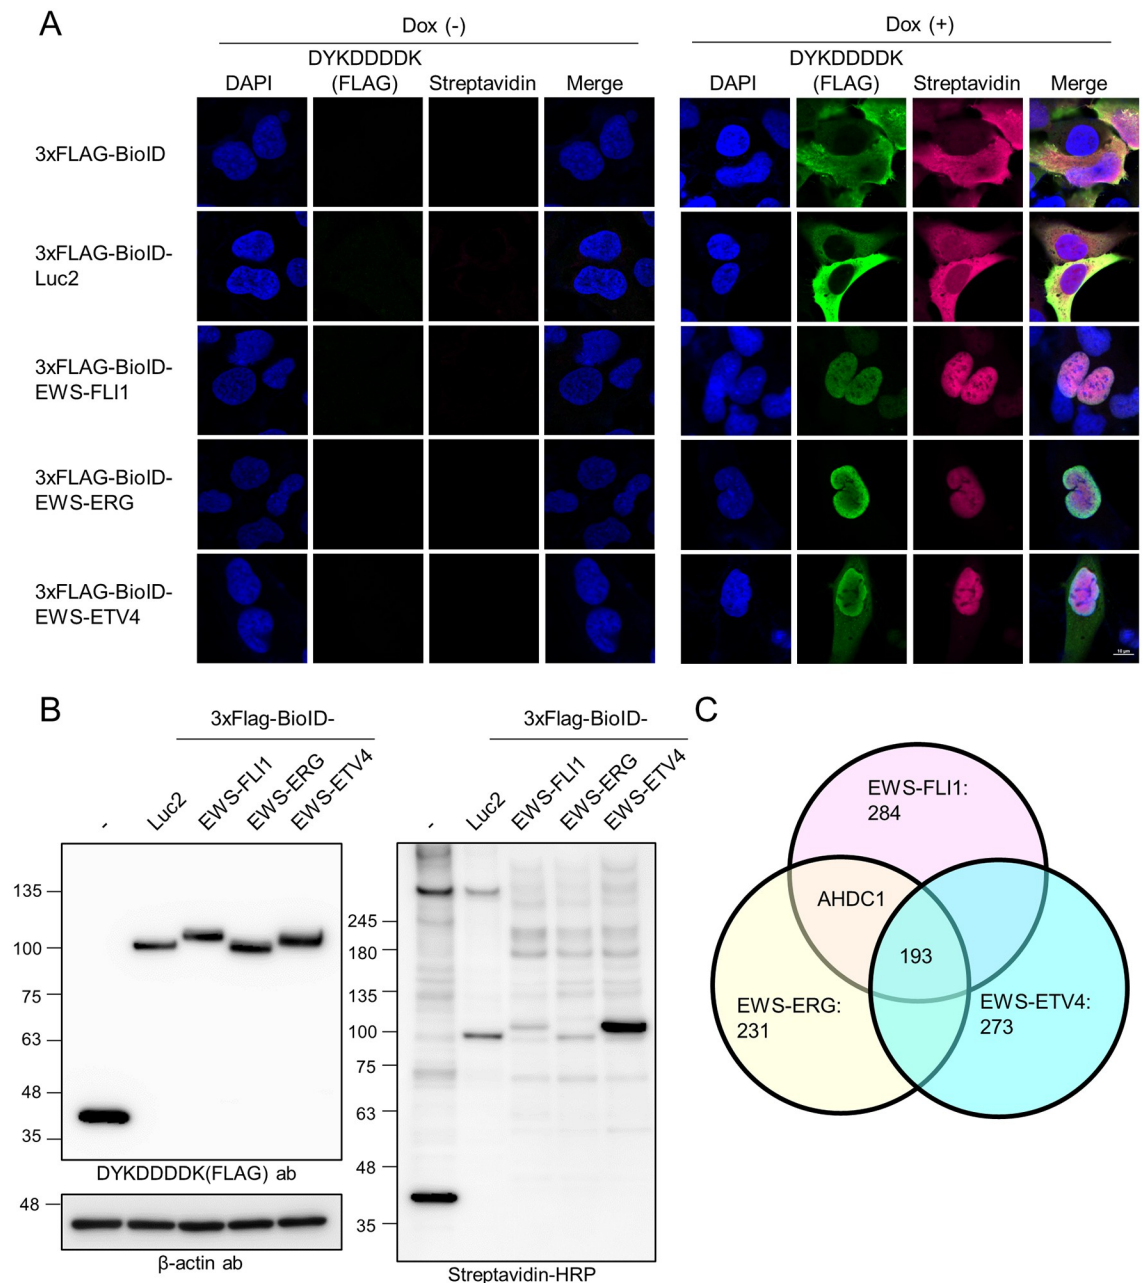 A
Dox (-)
Dox (+)
DYKDDDDK
DYKDDDDK
DAPI
(FLAG)
Streptavidin
Merge
DAPI
(FLAG)
Streptavidin
Merge
3xFLAG-BioID
3xFLAG-BioID-
Luc2
3xFLAG-BioID-
EWS-FLI1
3xFLAG-BioID-
EWS-ERG
3xFLAG-BioID-
EWS-ETV4
10 μm
B
3xFlag-BioID-
-
Luc2
EWS-FLI1
EWS-ERG
EWS-ETV4
135
100
75
63
48
35
DYKDDDDK(FLAG) ab
48
β-actin ab
3xFlag-BioID-
-
Luc2
EWS-FLI1
EWS-ERG
EWS-ETV4
245
180
135
100
75
63
48
35
Streptavidin-HRP
C
EWS-FLI1:
284
AHDC1
193
EWS-ERG:
231
EWS-ETV4:
273